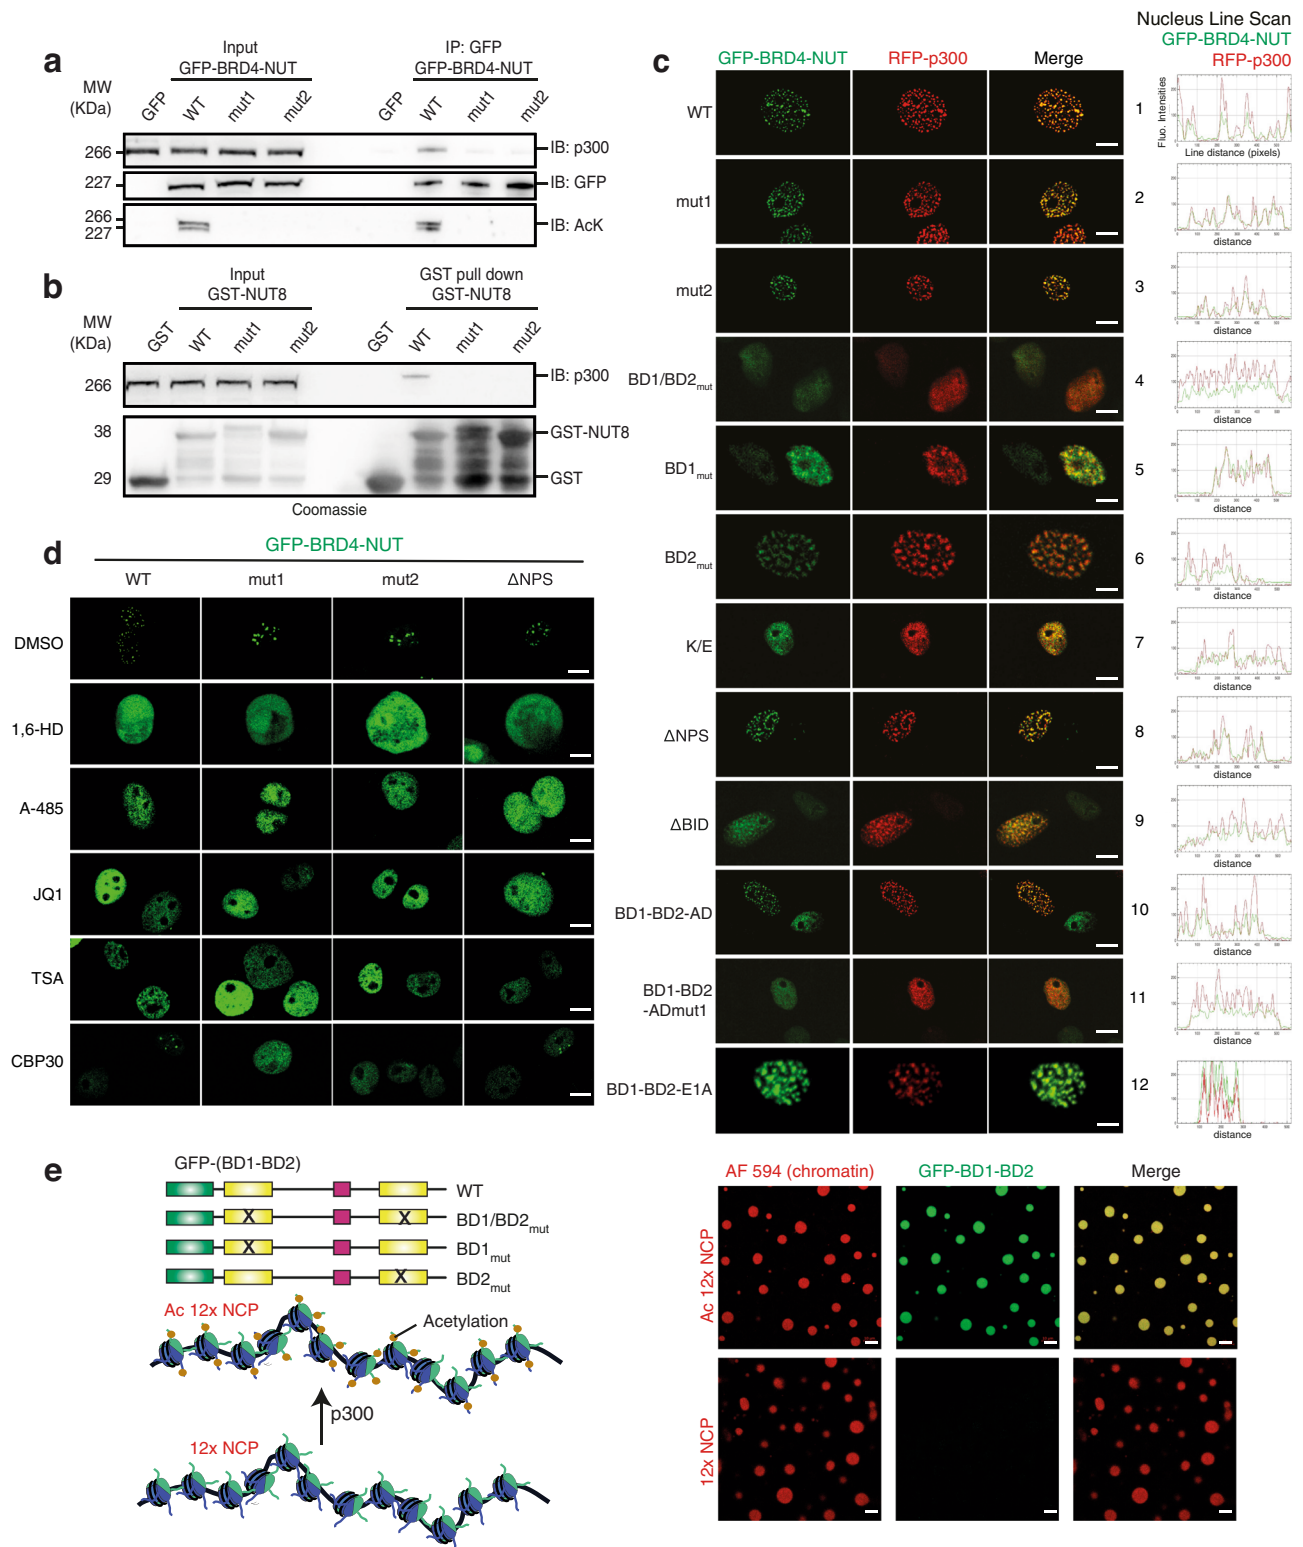 a
Input
GFP-BRD4-NUT
IP: GFP
GFP-BRD4-NUT
MW
(KDa)
GFP
WT
mut1
mut2
GFP
WT
mut1
mut2
266
IB: p300
227
IB: GFP
266
227
IB: AcK
b
Input
GST-NUT8
GST pull down
GST-NUT8
MW
(KDa)
GST
WT
mut1
mut2
GST
WT
mut1
mut2
266
IB: p300
38
GST-NUT8
29
GST
Coomassie
c
GFP-BRD4-NUT
RFP-p300
Merge
Nucleus Line Scan
GFP-BRD4-NUT
RFP-p300
WT
1
Fluo. Intensities
Line distance (pixels)
mut1
2
distance
mut2
3
distance
BD1/BD2mut
4
distance
BD1mut
5
distance
BD2mut
6
distance
K/E
7
distance
ΔNPS
8
distance
ΔBID
9
distance
BD1-BD2-AD
10
distance
BD1-BD2
-ADmut1
11
distance
BD1-BD2-E1A
12
distance
d
GFP-BRD4-NUT
WT
mut1
mut2
ΔNPS
DMSO
1,6-HD
A-485
JQ1
TSA
CBP30
e
GFP-(BD1-BD2)
WT
X
X
BD1/BD2mut
X
BD1mut
X
BD2mut
Ac 12x NCP
Acetylation
p300
12x NCP
AF 594 (chromatin)
GFP-BD1-BD2
Merge
Ac 12x NCP
12x NCP